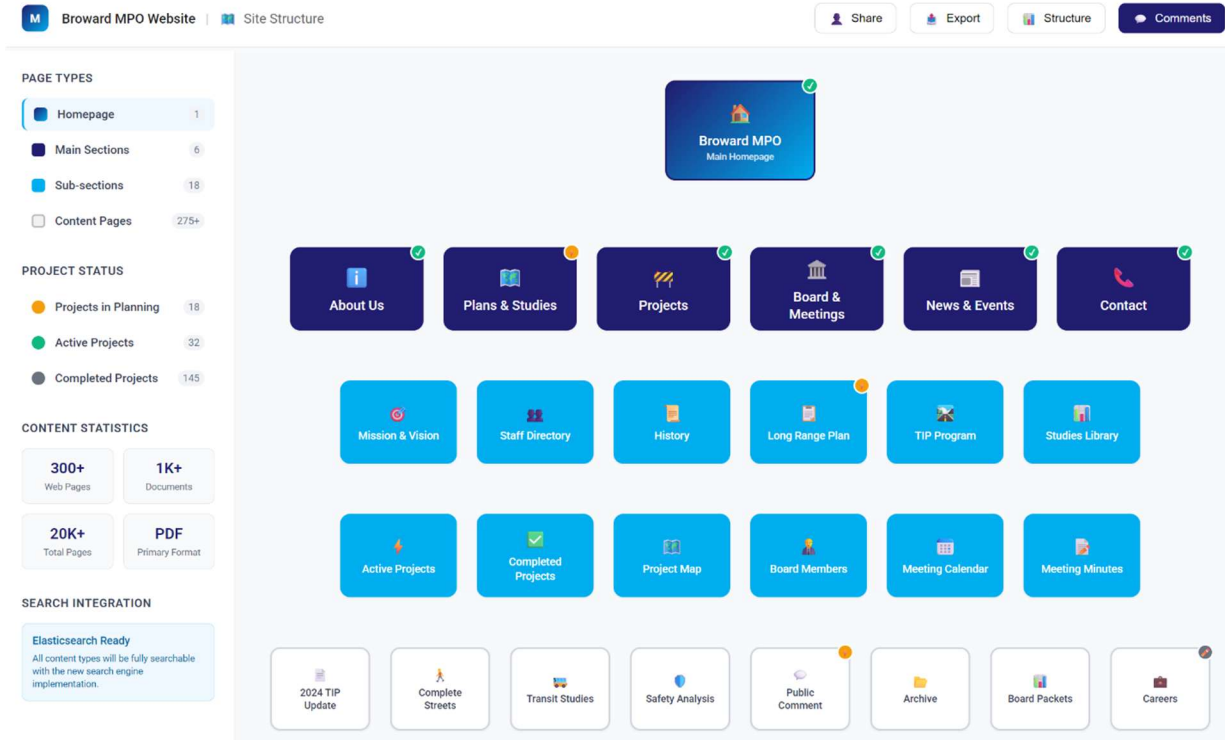 M Broward MPO Website | Site Structure
Share Export Structure Comments
PAGE TYPES
Homepage 1
Main Sections 6
Sub-sections 18
Content Pages 275+
PROJECT STATUS
Projects in Planning 18
Active Projects 32
Completed Projects 145
CONTENT STATISTICS
300+
Web Pages
1K+
Documents
20K+
Total Pages
PDF
Primary Format
SEARCH INTEGRATION
Elasticsearch Ready
All content types will be fully searchable
with the new search engine
implementation.
Broward MPO
Main Homepage
About Us
Plans & Studies
Projects
Board &
Meetings
News & Events
Contact
Mission & Vision
Staff Directory
History
Long Range Plan
TIP Program
Studies Library
Active Projects
Completed
Projects
Project Map
Board Members
Meeting Calendar
Meeting Minutes
2024 TIP
Update
Complete
Streets
Transit Studies
Safety Analysis
Public
Comment
Archive
Board Packets
Careers